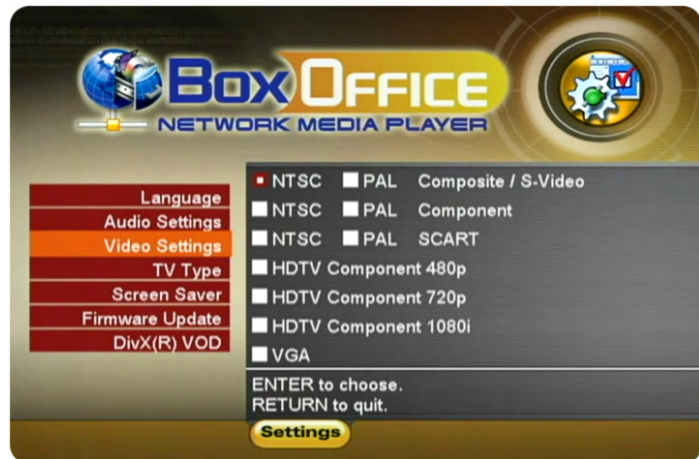 BOX OFFICE
NETWORK MEDIA PLAYER
Language
Audio Settings
Video Settings
TV Type
Screen Saver
Firmware Update
DivX(R) VOD
NTSC PAL Composite / S-Video
NTSC PAL Component
NTSC PAL SCART
HDTV Component 480p
HDTV Component 720p
HDTV Component 1080i
VGA
ENTER to choose.
RETURN to quit.
Settings